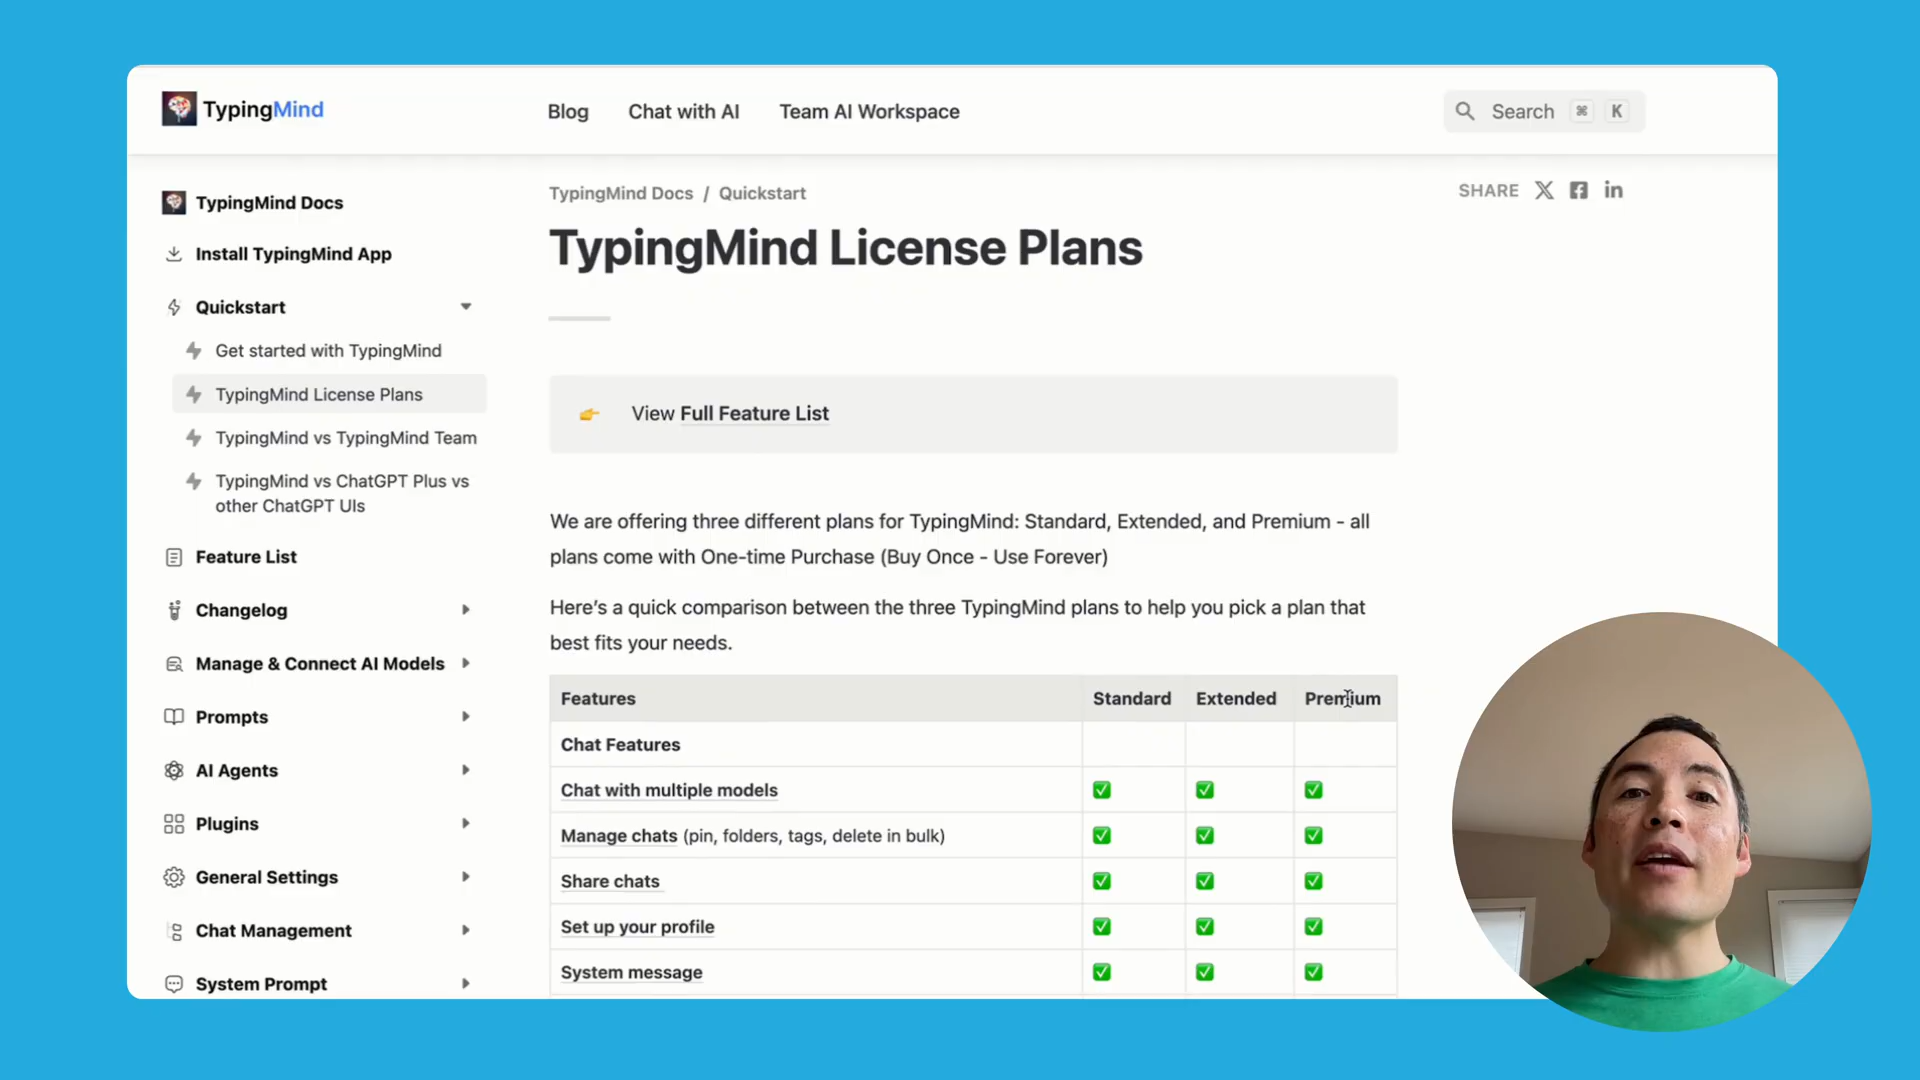 TypingMind
Blog
Chat with AI
Team AI Workspace
Search ⌘ K
TypingMind Docs
Install TypingMind App
Quickstart
Get started with TypingMind
TypingMind License Plans
TypingMind vs TypingMind Team
TypingMind vs ChatGPT Plus vs
other ChatGPT UIs
Feature List
Changelog
Manage & Connect AI Models
Prompts
AI Agents
Plugins
General Settings
Chat Management
System Prompt
TypingMind Docs / Quickstart
SHARE
TypingMind License Plans
View Full Feature List
We are offering three different plans for TypingMind: Standard, Extended, and Premium - all
plans come with One-time Purchase (Buy Once - Use Forever)
Here’s a quick comparison between the three TypingMind plans to help you pick a plan that
best fits your needs.
Features Standard Extended Premium
Chat Features
Chat with multiple models ✅ ✅ ✅
Manage chats (pin, folders, tags, delete in bulk) ✅ ✅ ✅
Share chats ✅ ✅ ✅
Set up your profile ✅ ✅ ✅
System message ✅ ✅ ✅